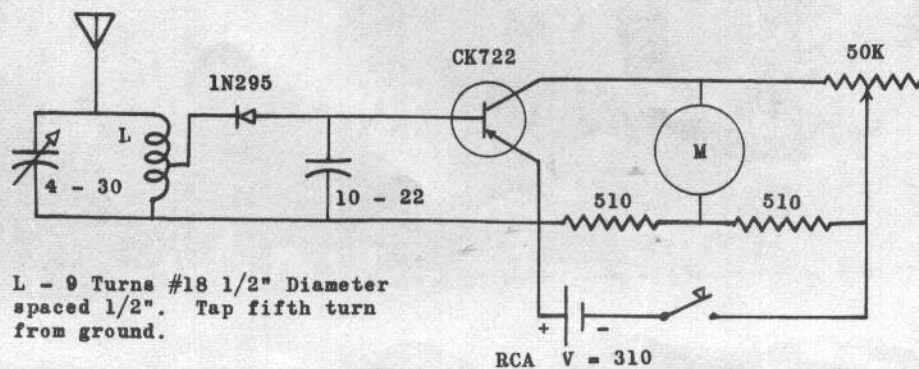 CK722
50K
1N295
L
M
4 - 30
10 - 22
510
510
L - 9 Turns #18 1/2" Diameter
spaced 1/2". Tap fifth turn
from ground.
+
-
RCA V = 310